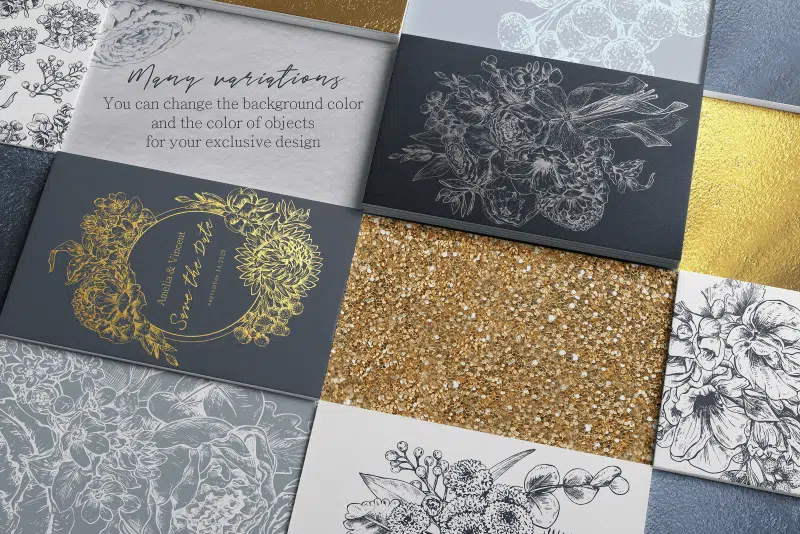 Many variations
You can change the background color
and the color of objects
for your exclusive design
Amelia & Vincent
Save the Date